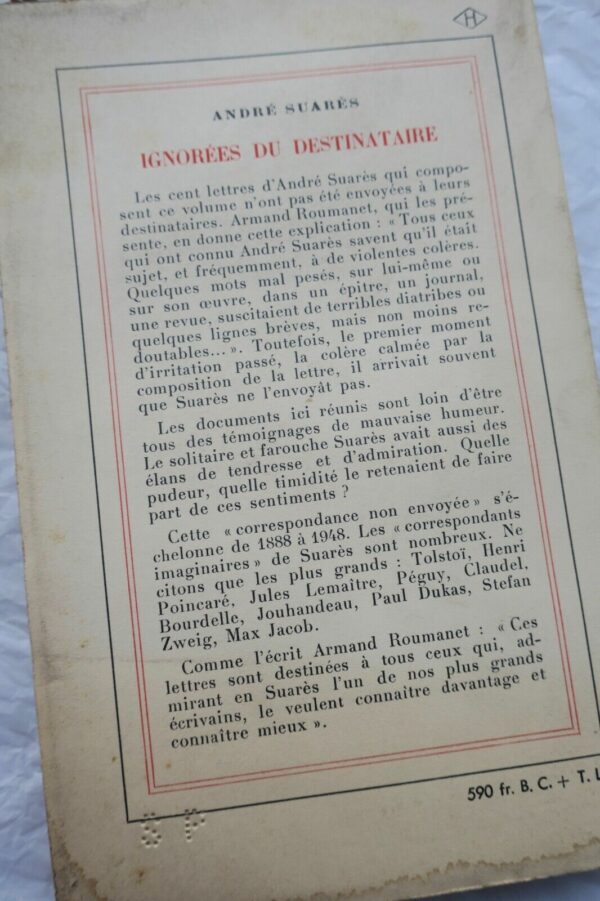 H
ANDRÉ SUARÈS
IGNORÉES DU DESTINATAIRE
Les cent lettres d'André Suarès qui compo-
sent ce volume n'ont pas été envoyées à leurs
destinataires. Armand Roumanet, qui les pré-
sente, en donne cette explication : « Tous ceux
qui ont connu André Suarès savent qu'il était
sujet, et fréquemment, à de violentes colères.
Quelques mots mal pesés, sur lui-même ou
sur son œuvre, dans un épitre, un journal,
une revue, suscitaient de terribles diatribes ou
quelques lignes brèves, mais non moins re-
doutables... ». Toutefois, le premier moment
d'irritation passé, la colère calmée par la
composition de la lettre, il arrivait souvent
que Suarès ne l'envoyât pas.
Les documents ici réunis sont loin d'être
tous des témoignages de mauvaise humeur.
Le solitaire et farouche Suarès avait aussi des
élans de tendresse et d'admiration. Quelle
pudeur, quelle timidité le retenaient de faire
part de ces sentiments ?
Cette « correspondance non envoyée » s'é-
chelonne de 1888 à 1948. Les « correspondants
imaginaires » de Suarès sont nombreux. Ne
citons que les plus grands : Tolstoï, Henri
Poincaré, Jules Lemaître, Péguy, Claudel,
Bourdelle, Jouhandeau, Paul Dukas, Stefan
Zweig, Max Jacob.
Comme l'écrit Armand Roumanet : « Ces
lettres sont destinées à tous ceux qui, ad-
mirant en Suarès l'un de nos plus grands
écrivains, le veulent connaître davantage et
connaître mieux ».
590 fr. B. C. + T. L